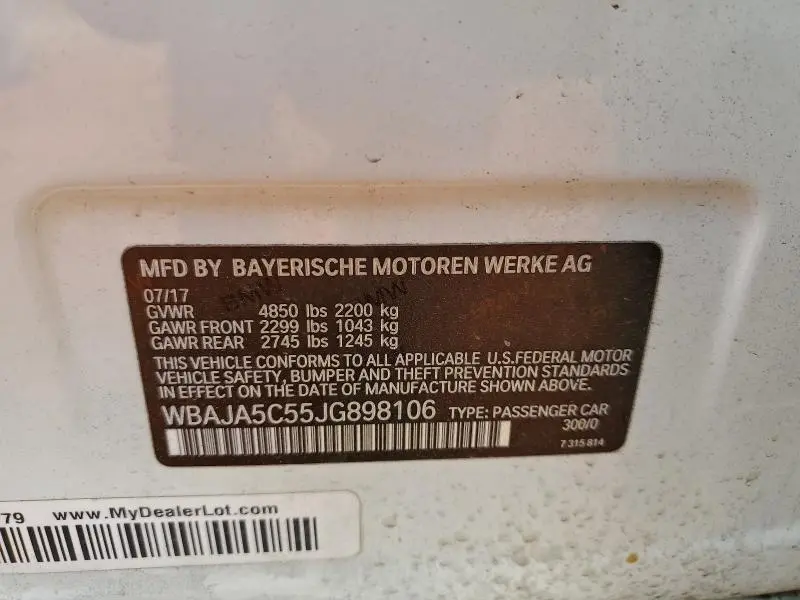 MFD BY BAYERISCHE MOTOREN WERKE AG
07/17
GVWR 4850 lbs 2200 kg
GAWR FRONT 2299 lbs 1043 kg
GAWR REAR 2745 lbs 1245 kg
THIS VEHICLE CONFORMS TO ALL APPLICABLE U.S.FEDERAL MOTOR
VEHICLE SAFETY, BUMPER AND THEFT PREVENTION STANDARDS
IN EFFECT ON THE DATE OF MANUFACTURE SHOWN ABOVE.
WBAJA5C55JG898106 TYPE: PASSENGER CAR
300/0
7 315 814
79 www.MyDealerLot.com